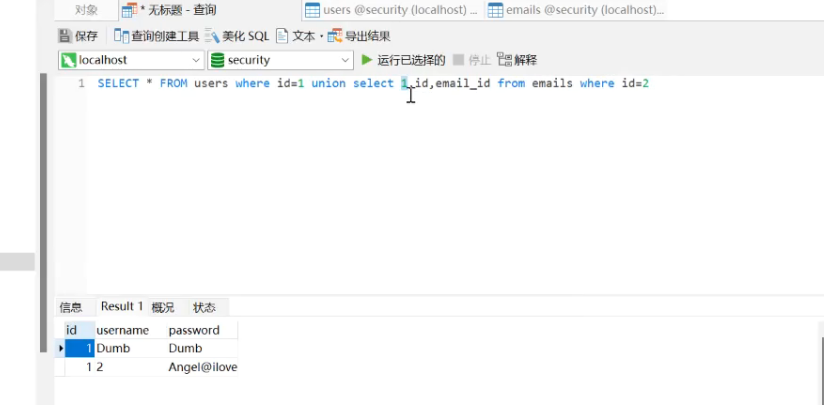 对象 * 无标题 - 查询 users @security (localhost) ... emails @security (localhost)...
保存 查询创建工具 美化 SQL 文本 · 导出结果
localhost security 运行已选择的 停止 解释
1 SELECT * FROM users where id=1 union select 1,id,email_id from emails where id=2
信息 Result 1 概况 状态
id username password
1 Dumb Dumb
1 2 Angel@ilove